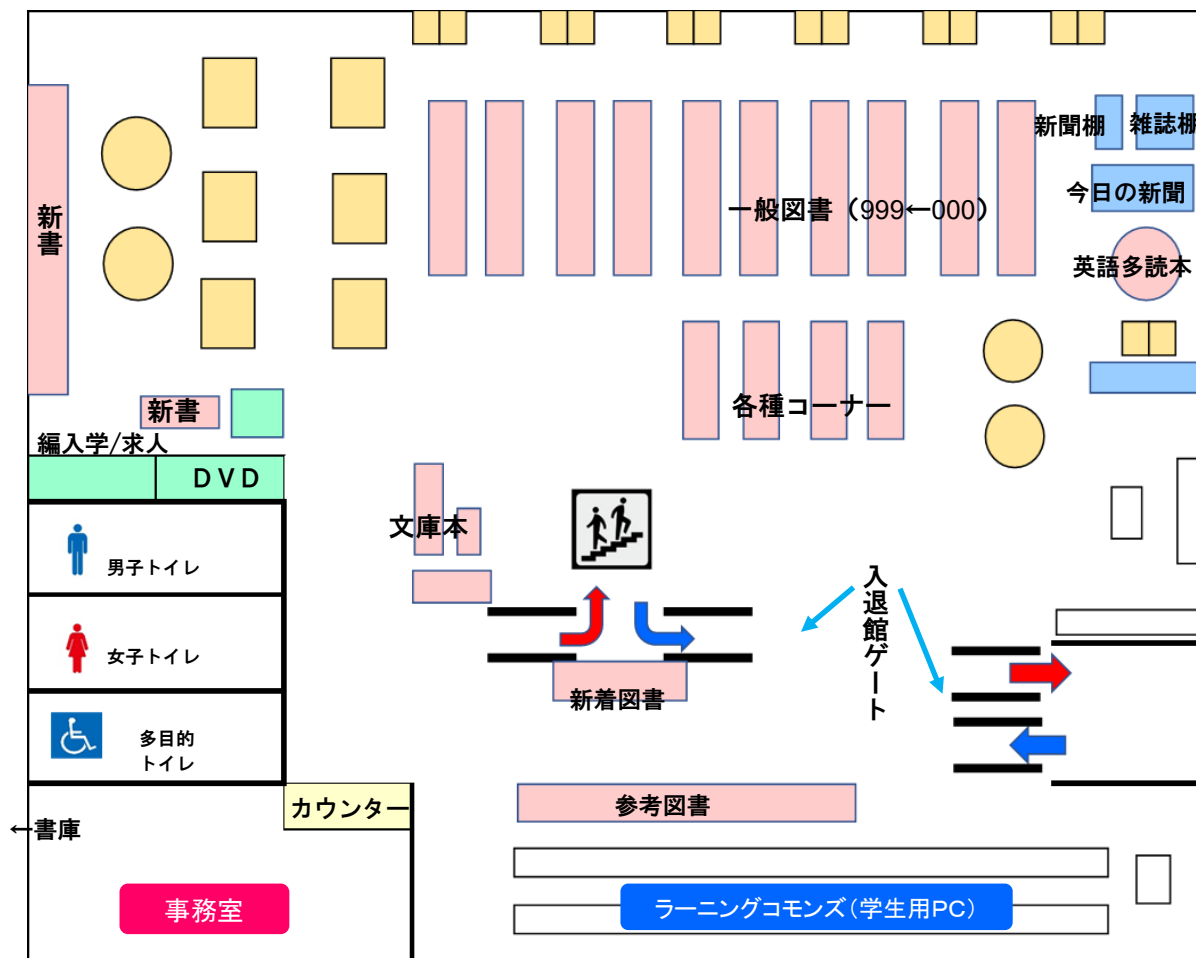 新聞棚
雑誌棚
今日の新聞
新書
一般図書（999←000）
英語多読本
新書
各種コーナー
編入学/求人
ＤＶＤ
文庫本
男子トイレ
入退館ゲート
女子トイレ
新着図書
多目的
トイレ
カウンター
参考図書
←書庫
事務室
ラーニングコモンズ（学生用PC）